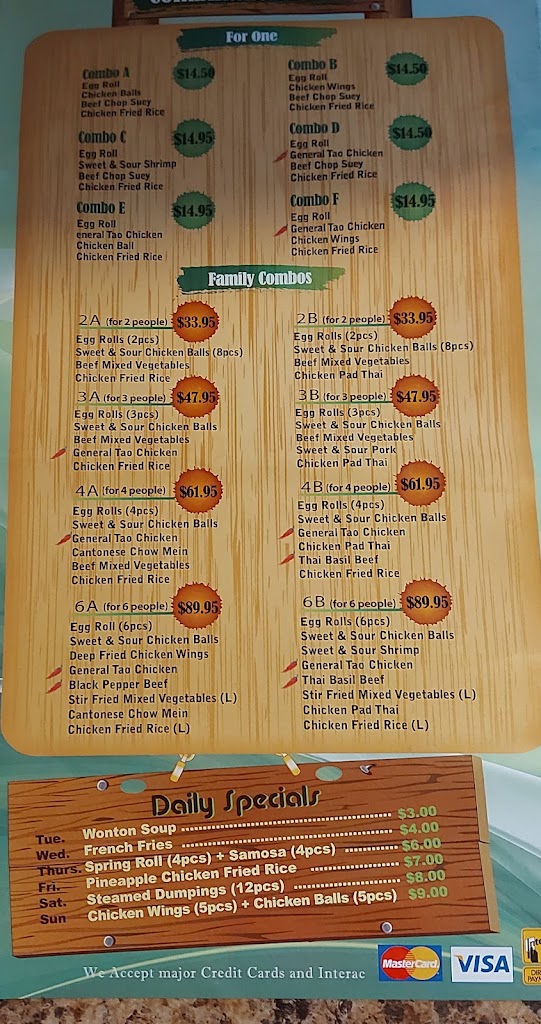 For One
Combo A $14.50
Egg Roll
Chicken Balls
Beef Chop Suey
Chicken Fried Rice
Combo B $14.50
Egg Roll
Chicken Wings
Beef Chop Suey
Chicken Fried Rice
Combo C $14.95
Egg Roll
Sweet & Sour Shrimp
Beef Chop Suey
Chicken Fried Rice
Combo D $14.50
Egg Roll
General Tao Chicken
Beef Chop Suey
Chicken Fried Rice
Combo E $14.95
Egg Roll
eneral Tao Chicken
Chicken Ball
Chicken Fried Rice
Combo F $14.95
Egg Roll
General Tao Chicken
Chicken Wings
Chicken Fried Rice
Family Combos
2A (for 2 people) $33.95
Egg Rolls (2pcs)
Sweet & Sour Chicken Balls (8pcs)
Beef Mixed Vegetables
Chicken Fried Rice
2B (for 2 people) $33.95
Egg Rolls (2pcs)
Sweet & Sour Chicken Balls (8pcs)
Beef Mixed Vegetables
Chicken Pad Thai
3A (for 3 people) $47.95
Egg Rolls (3pcs)
Sweet & Sour Chicken Balls
Beef Mixed Vegetables
General Tao Chicken
Chicken Fried Rice
3B (for 3 people) $47.95
Egg Rolls (3pcs)
Sweet & Sour Chicken Balls
Beef Mixed Vegetables
Sweet & Sour Pork
Chicken Pad Thai
4A (for 4 people) $61.95
Egg Rolls (4pcs)
Sweet & Sour Chicken Balls
General Tao Chicken
Cantonese Chow Mein
Beef Mixed Vegetables
Chicken Fried Rice
4B (for 4 people) $61.95
Egg Rolls (4pcs)
Sweet & Sour Chicken Balls
General Tao Chicken
Chicken Pad Thai
Thai Basil Beef
Chicken Fried Rice
6A (for 6 people) $89.95
Egg Roll (6pcs)
Sweet & Sour Chicken Balls
Deep Fried Chicken Wings
General Tao Chicken
Black Pepper Beef
Stir Fried Mixed Vegetables (L)
Cantonese Chow Mein
Chicken Fried Rice (L)
6B (for 6 people) $89.95
Egg Rolls (6pcs)
Sweet & Sour Chicken Balls
Sweet & Sour Shrimp
General Tao Chicken
Thai Basil Beef
Stir Fried Mixed Vegetables (L)
Chicken Pad Thai
Chicken Fried Rice (L)
Daily Specials
Tue. Wonton Soup $3.00
Wed. French Fries $4.00
Thurs. Spring Roll (4pcs) + Samosa (4pcs) $6.00
Fri. Pineapple Chicken Fried Rice $7.00
Sat. Steamed Dumpings (12pcs) $8.00
Sun Chicken Wings (5pcs) + Chicken Balls (5pcs) $9.00
We Accept major Credit Cards and Interac
MasterCard
VISA